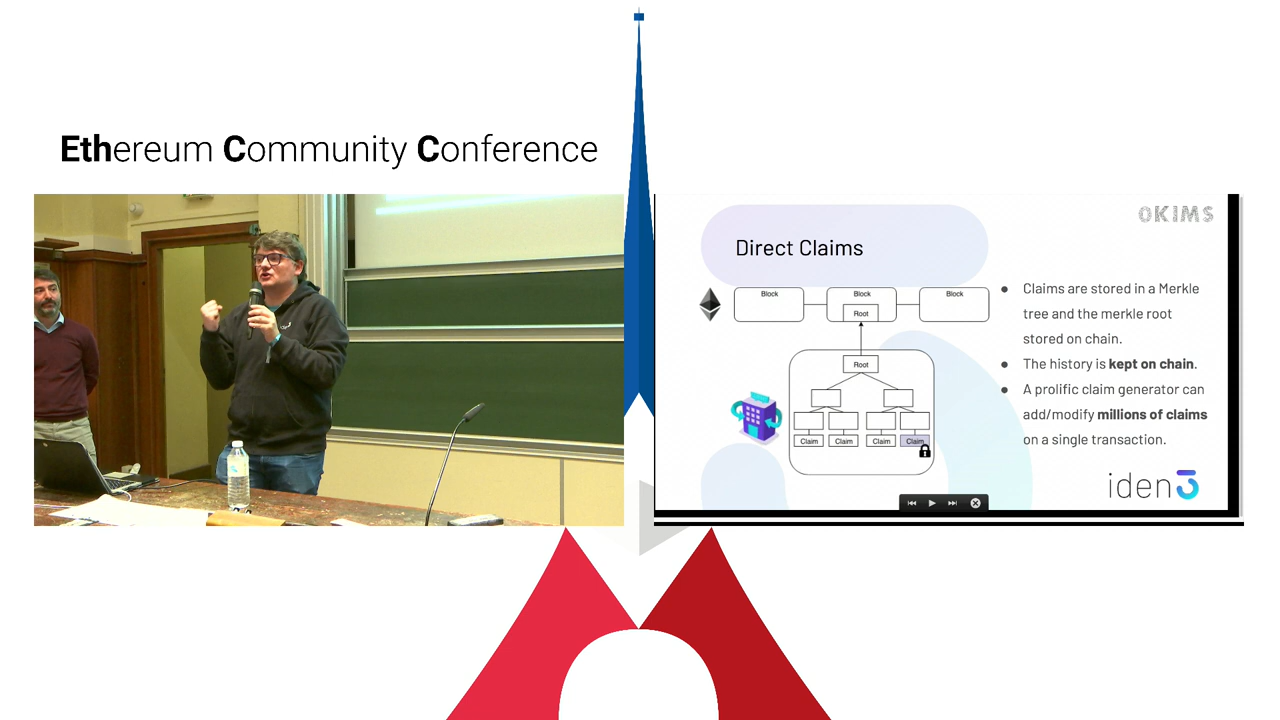 Ethereum Community Conference
OKIMS
Direct Claims
Block
Block
Block
Root
Root
Claim
Claim
Claim
Claim
● Claims are stored in a Merkle
tree and the merkle root
stored on chain.
● The history is kept on chain.
● A prolific claim generator can
add/modify millions of claims
on a single transaction.
iden3